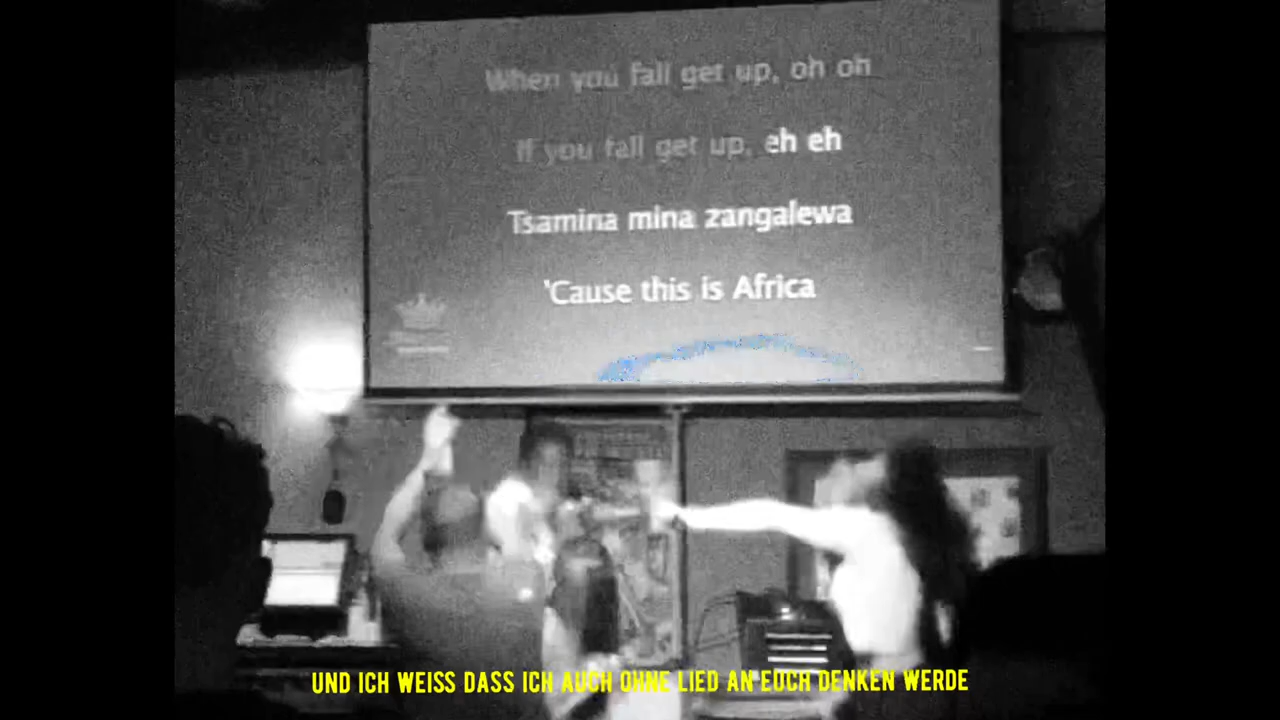 When you fall get up, oh oh
If you fall get up, eh eh
Tsamina mina zangalewa
'Cause this is Africa
UND ICH WEISS DASS ICH AUCH OHNE LIED AN EUCH DENKEN WERDE